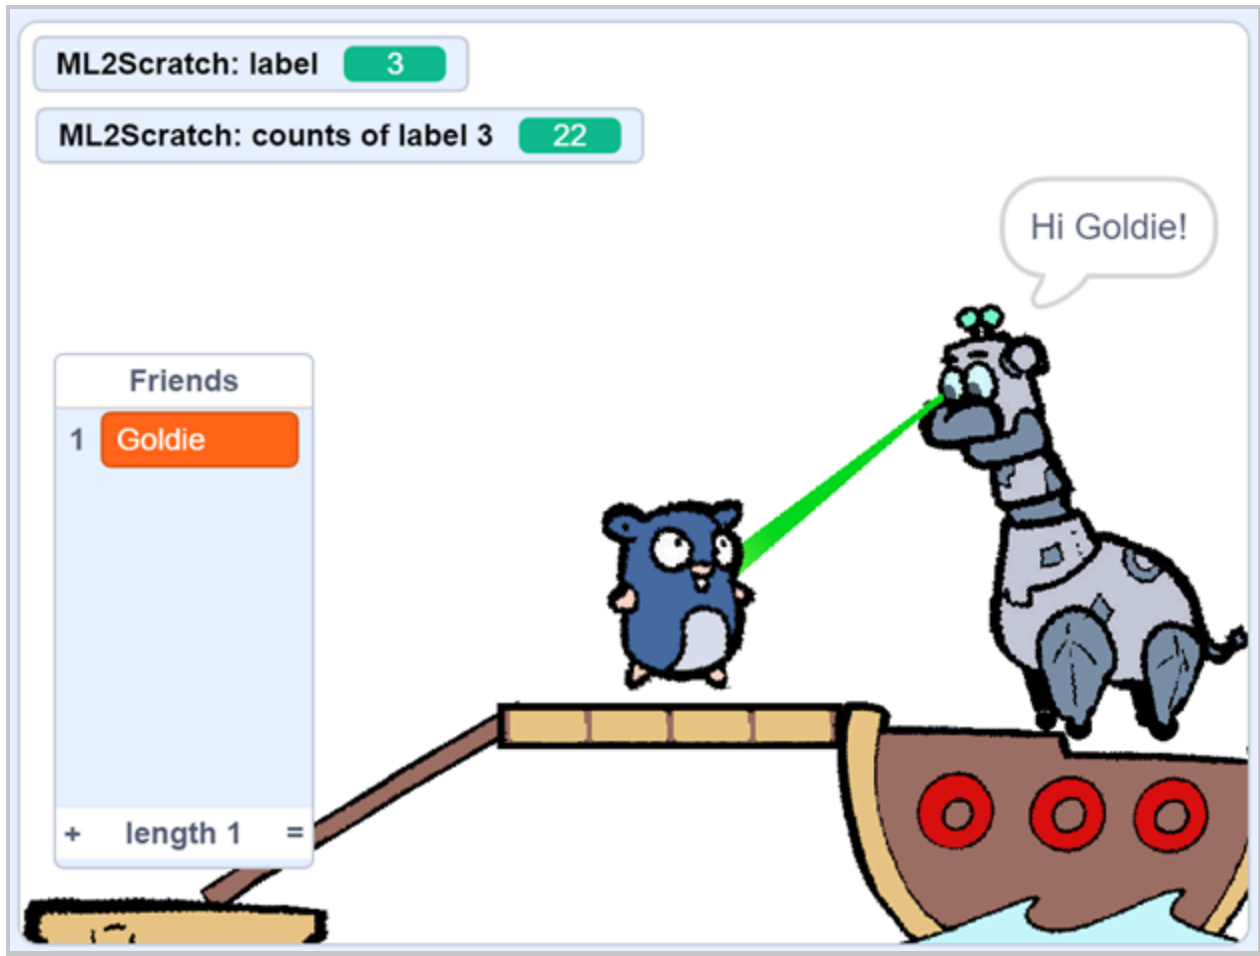 ML2Scratch: label 3
ML2Scratch: counts of label 3 22
Hi Goldie!
Friends
1 Goldie
+ length 1 =